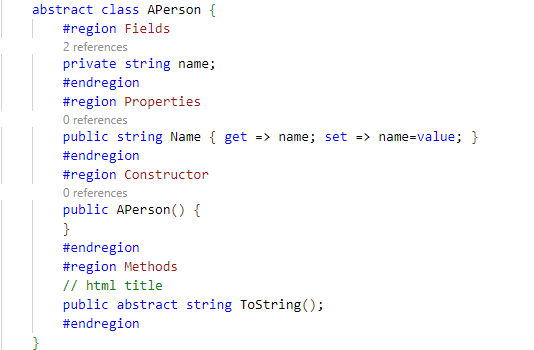 abstract class APerson {
#region Fields
2 references
private string name;
#endregion
#region Properties
0 references
public string Name { get => name; set => name=value; }
#endregion
#region Constructor
0 references
public APerson() {
}
#endregion
#region Methods
// html title
public abstract string ToString();
#endregion
}